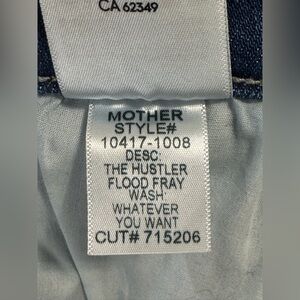 CA 62349
MOTHER
STYLE#
10417-1008
DESC:
THE HUSTLER
FLOOD FRAY
WASH:
WHATEVER
YOU WANT
CUT# 715206